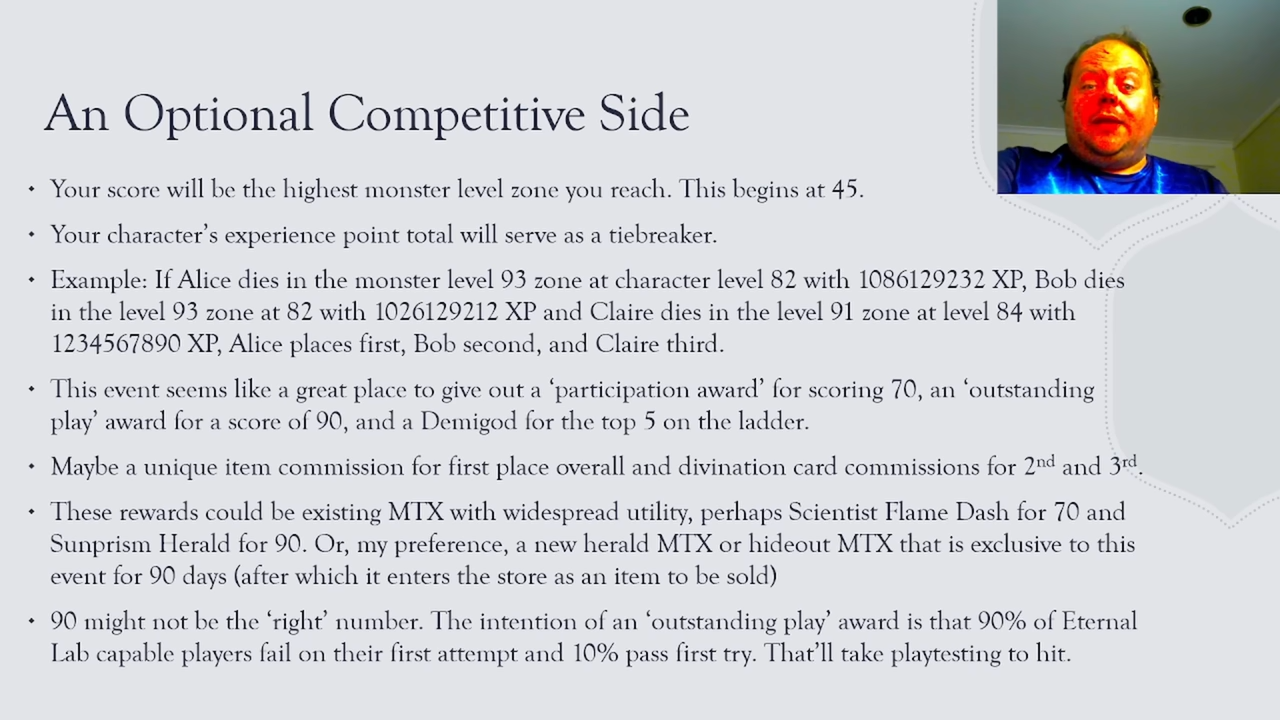 An Optional Competitive Side
• Your score will be the highest monster level zone you reach. This begins at 45.
• Your character’s experience point total will serve as a tiebreaker.
• Example: If Alice dies in the monster level 93 zone at character level 82 with 1086129232 XP, Bob dies
in the level 93 zone at 82 with 1026129212 XP and Claire dies in the level 91 zone at level 84 with
1234567890 XP, Alice places first, Bob second, and Claire third.
• This event seems like a great place to give out a ‘participation award’ for scoring 70, an ‘outstanding
play’ award for a score of 90, and a Demigod for the top 5 on the ladder.
• Maybe a unique item commission for first place overall and divination card commissions for 2nd and 3rd.
• These rewards could be existing MTX with widespread utility, perhaps Scientist Flame Dash for 70 and
Sunprism Herald for 90. Or, my preference, a new herald MTX or hideout MTX that is exclusive to this
event for 90 days (after which it enters the store as an item to be sold)
• 90 might not be the ‘right’ number. The intention of an ‘outstanding play’ award is that 90% of Eternal
Lab capable players fail on their first attempt and 10% pass first try. That’ll take playtesting to hit.